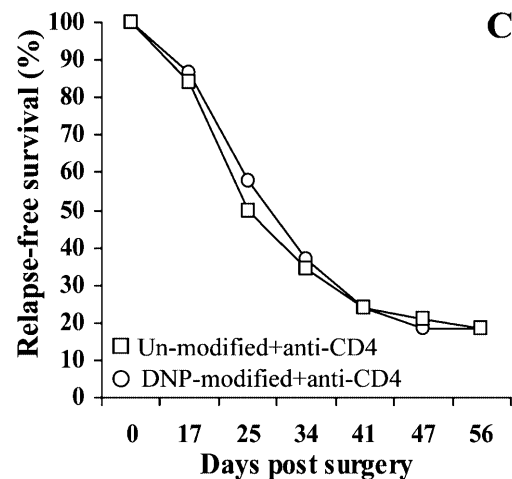 C
Relapse-free survival (%)
100
90
80
70
60
50
40
30
20
10
0
Un-modified+anti-CD4
DNP-modified+anti-CD4
0 17 25 34 41 47 56
Days post surgery